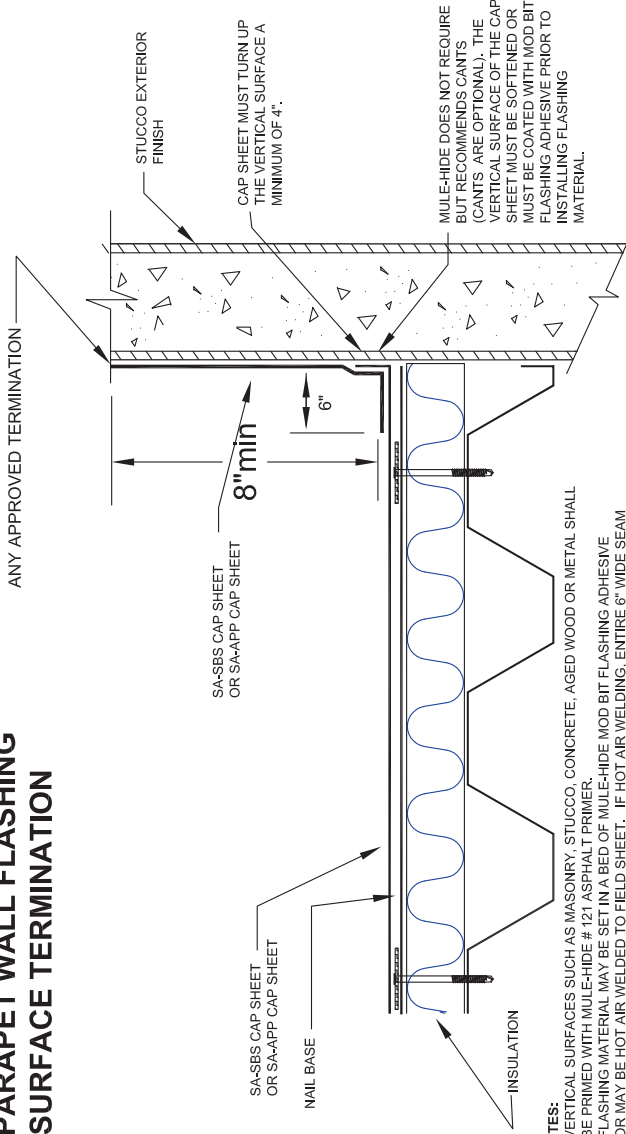 PARAPET WALL FLASHING
SURFACE TERMINATION
ANY APPROVED TERMINATION
STUCCO EXTERIOR
FINISH
CAP SHEET MUST TURN UP
THE VERTICAL SURFACE A
MINIMUM OF 4".
MULE-HIDE DOES NOT REQUIRE
BUT RECOMMENDS CANTS
(CANTS ARE OPTIONAL). THE
VERTICAL SURFACE OF THE CAP
SHEET MUST BE SOFTENED OR
MUST BE COATED WITH MOD BIT
FLASHING ADHESIVE PRIOR TO
INSTALLING FLASHING
MATERIAL.
8"min
6"
SA-SBS CAP SHEET
OR SA-APP CAP SHEET
SA-SBS CAP SHEET
OR SA-APP CAP SHEET
NAIL BASE
INSULATION
TES:
VERTICAL SURFACES SUCH AS MASONRY, STUCCO, CONCRETE, AGED WOOD OR METAL SHALL
BE PRIMED WITH MULE-HIDE # 121 ASPHALT PRIMER.
FLASHING MATERIAL MAY BE SET IN A BED OF MULE-HIDE MOD BIT FLASHING ADHESIVE
OR MAY BE HOT AIR WELDED TO FIELD SHEET. IF HOT AIR WELDING, ENTIRE 6" WIDE SEAM